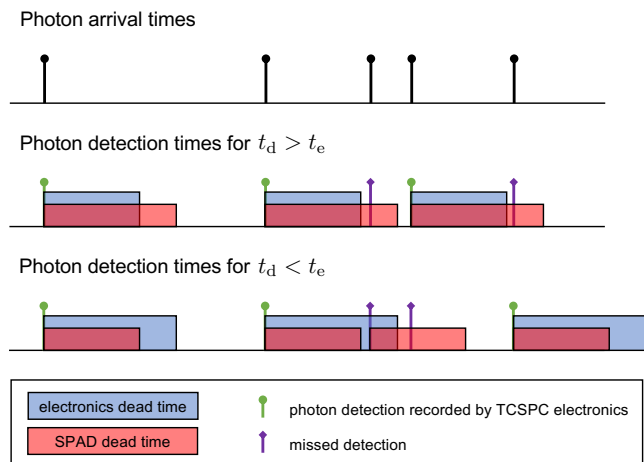 Photon arrival times
Photon detection times for t_d > t_e
Photon detection times for t_d < t_e
electronics dead time
photon detection recorded by TCSPC electronics
SPAD dead time
missed detection